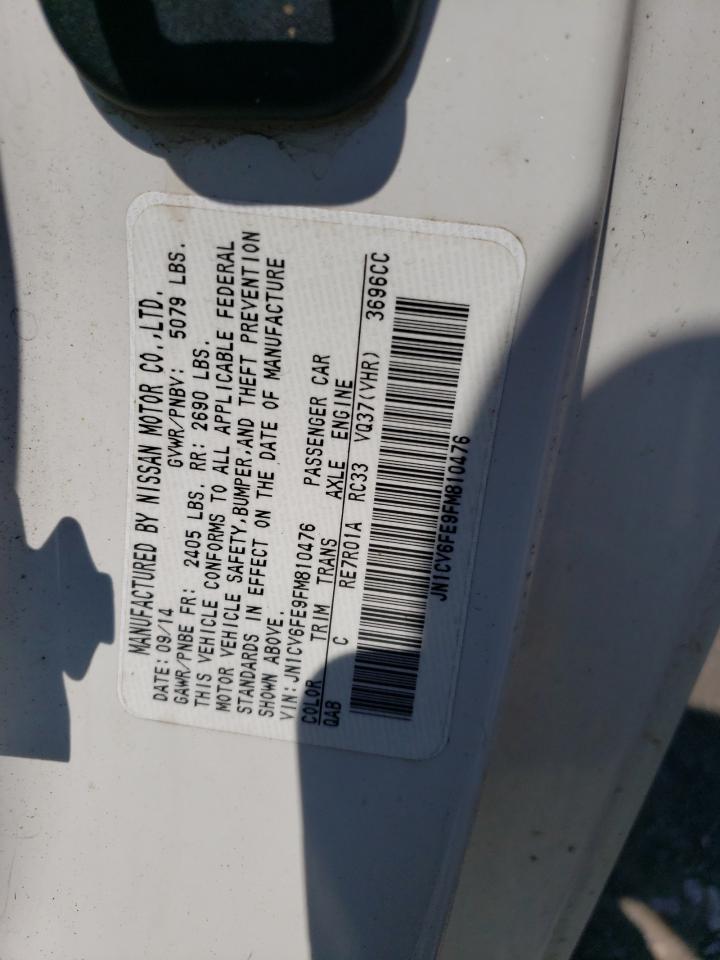 MANUFACTURED BY NISSAN MOTOR CO.,LTD.
DATE: 09/14 GVWR/PNBV: 5079 LBS.
GAWR/PNBE FR: 2405 LBS. RR: 2690 LBS.
THIS VEHICLE CONFORMS TO ALL APPLICABLE FEDERAL
MOTOR VEHICLE SAFETY,BUMPER,AND THEFT PREVENTION
STANDARDS IN EFFECT ON THE DATE OF MANUFACTURE
SHOWN ABOVE.
VIN: JN1CV6FE9FM810476 PASSENGER CAR
COLOR TRIM TRANS AXLE ENGINE
QAB C RE7R01A RC33 VQ37(VHR) 3696CC
JN1CV6FE9FM810476